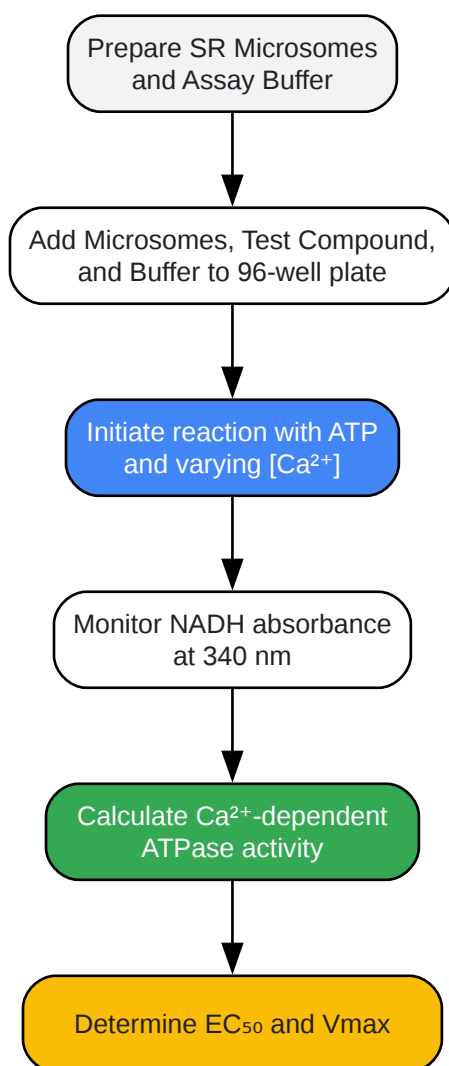 Prepare SR Microsomes
and Assay Buffer
Add Microsomes, Test Compound,
and Buffer to 96-well plate
Initiate reaction with ATP
and varying [Ca²⁺]
Monitor NADH absorbance
at 340 nm
Calculate Ca²⁺-dependent
ATPase activity
Determine EC₅₀ and Vmax